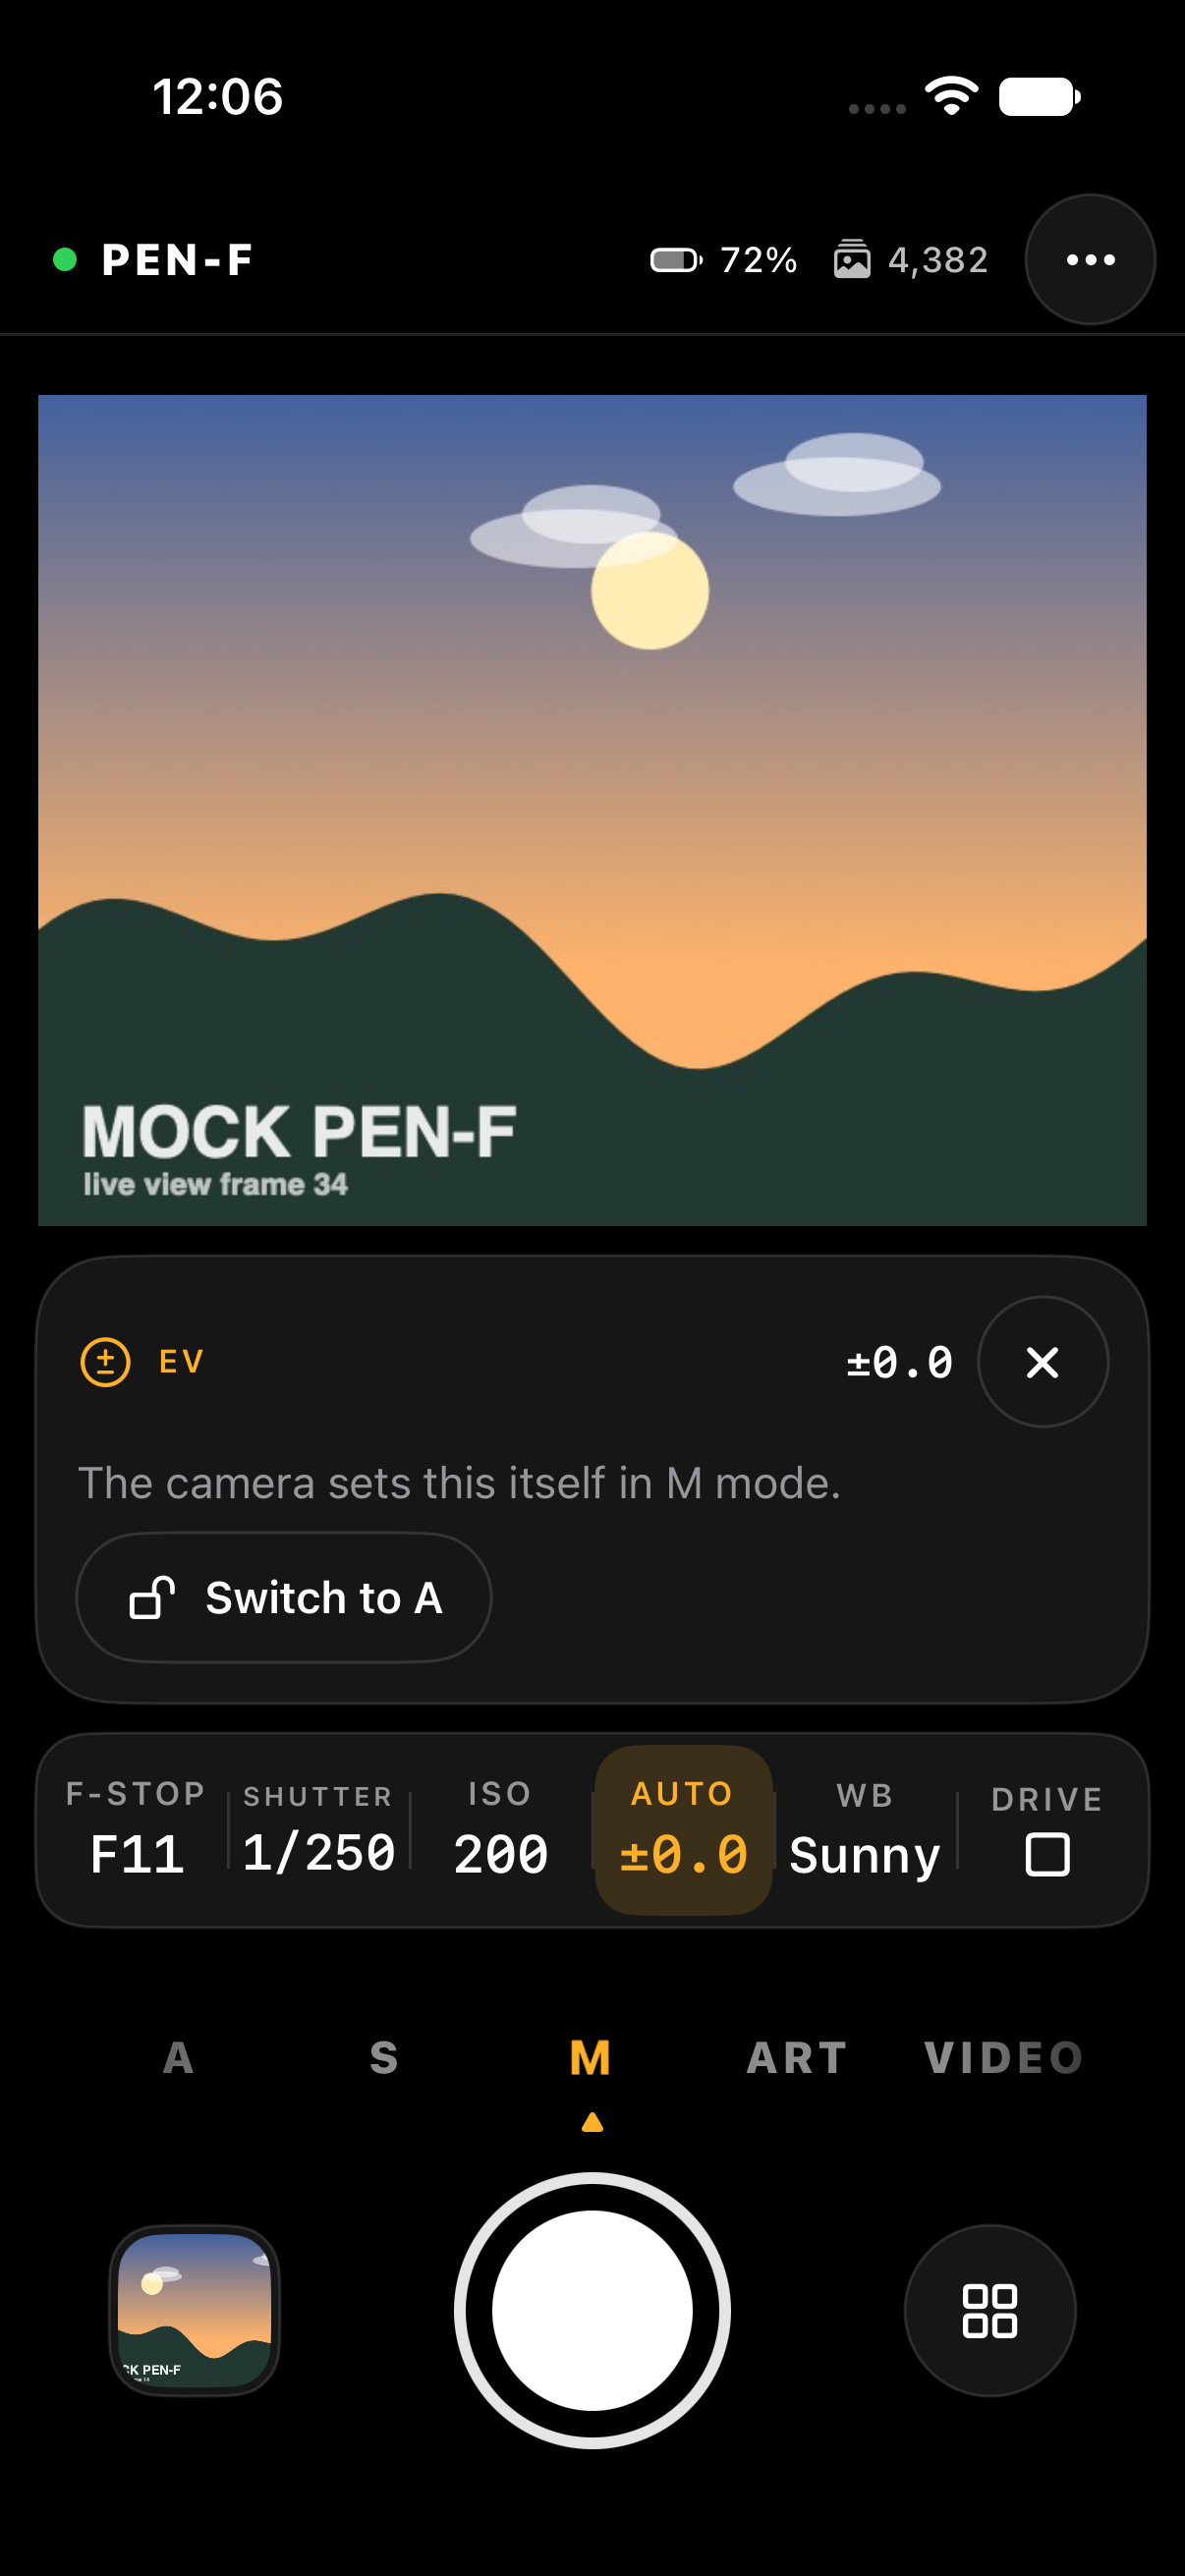 12:06
PEN-F 72% 4,382
MOCK PEN-F
live view frame 34
EV ±0.0
The camera sets this itself in M mode.
Switch to A
F-STOP SHUTTER ISO AUTO WB DRIVE
F11 1/250 200 ±0.0 Sunny
A S M ART VIDEO
CK PEN-F